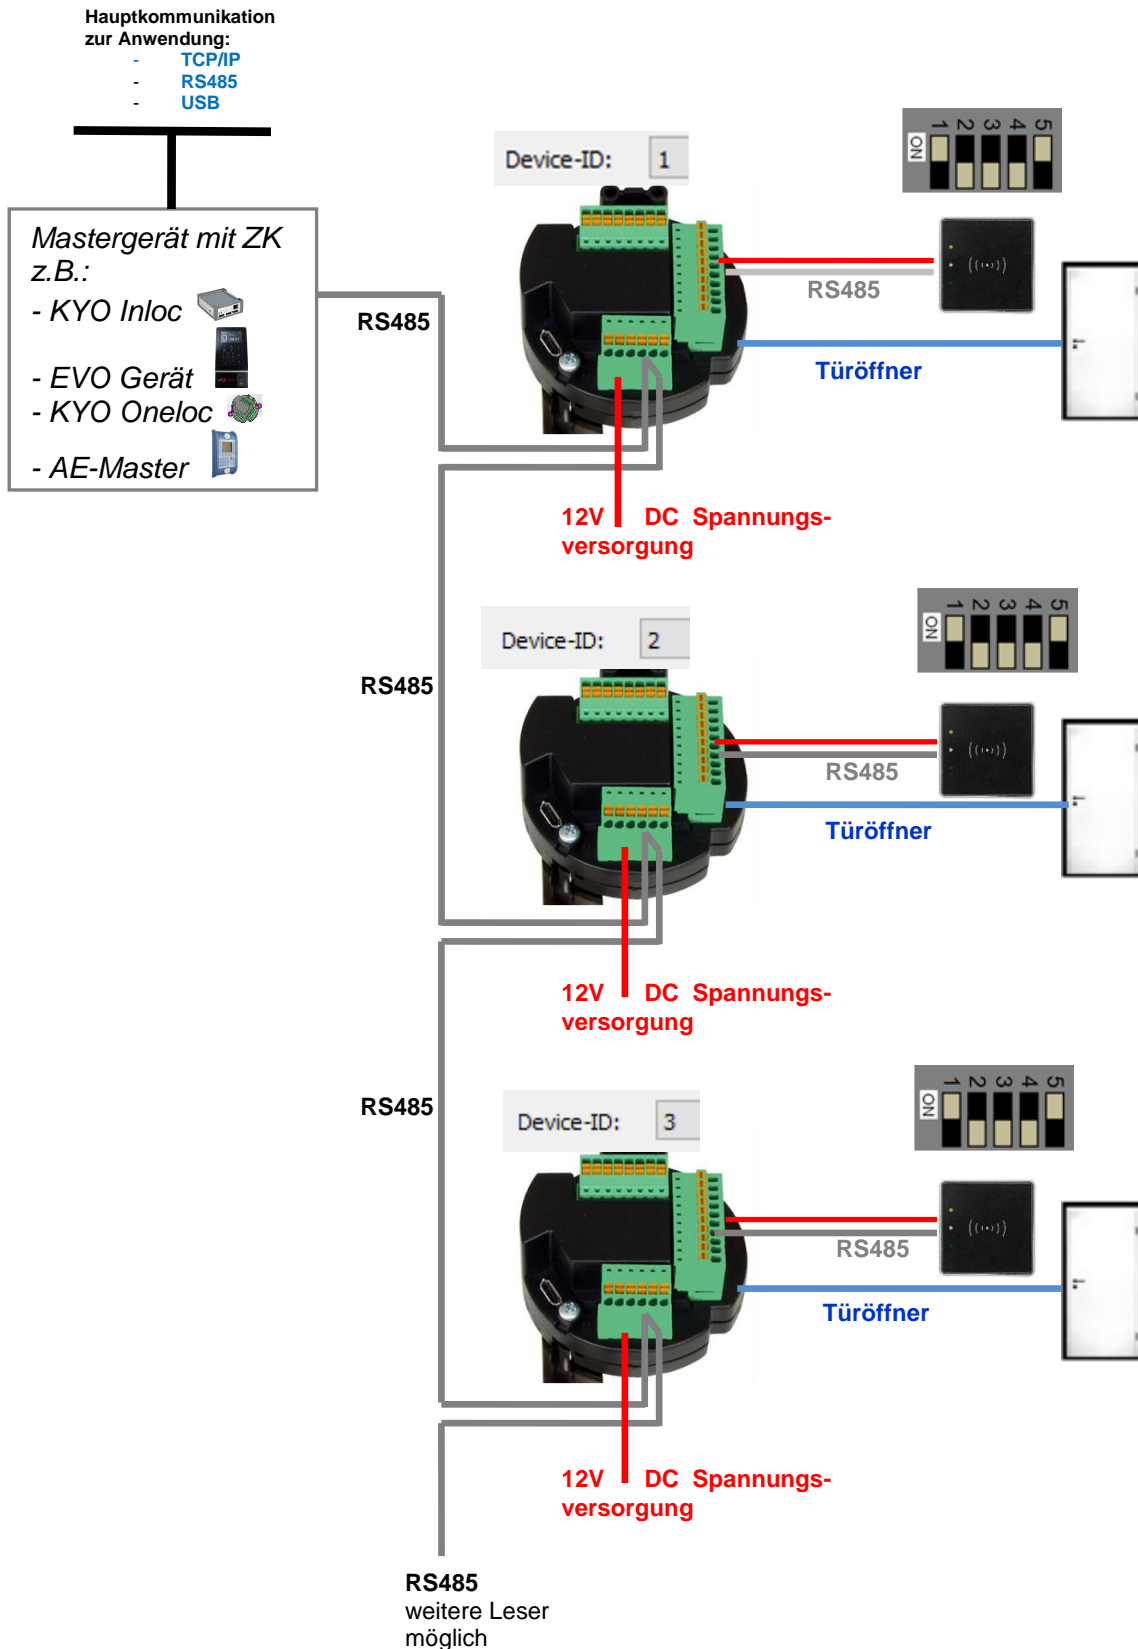 Hauptkommunikation
zur Anwendung:
- TCP/IP
- RS485
- USB
Mastergerät mit ZK
z.B.:
- KYO Inloc
- EVO Gerät
- KYO Oneloc
- AE-Master
RS485
Device-ID: 1
1 2 3 4 5
ON
RS485
Türöffner
12V DC Spannungs-
versorgung
RS485
Device-ID: 2
1 2 3 4 5
ON
RS485
Türöffner
12V DC Spannungs-
versorgung
RS485
Device-ID: 3
1 2 3 4 5
ON
RS485
Türöffner
12V DC Spannungs-
versorgung
RS485
weitere Leser
möglich